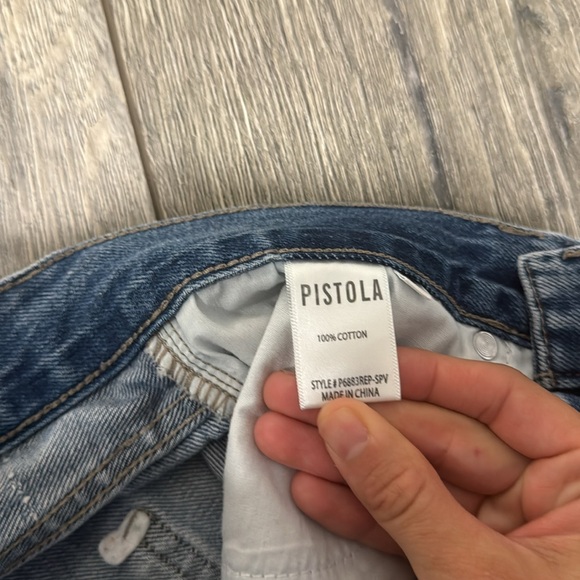 PISTOLA
100% COTTON
STYLE # P6883REP-SPV
MADE IN CHINA